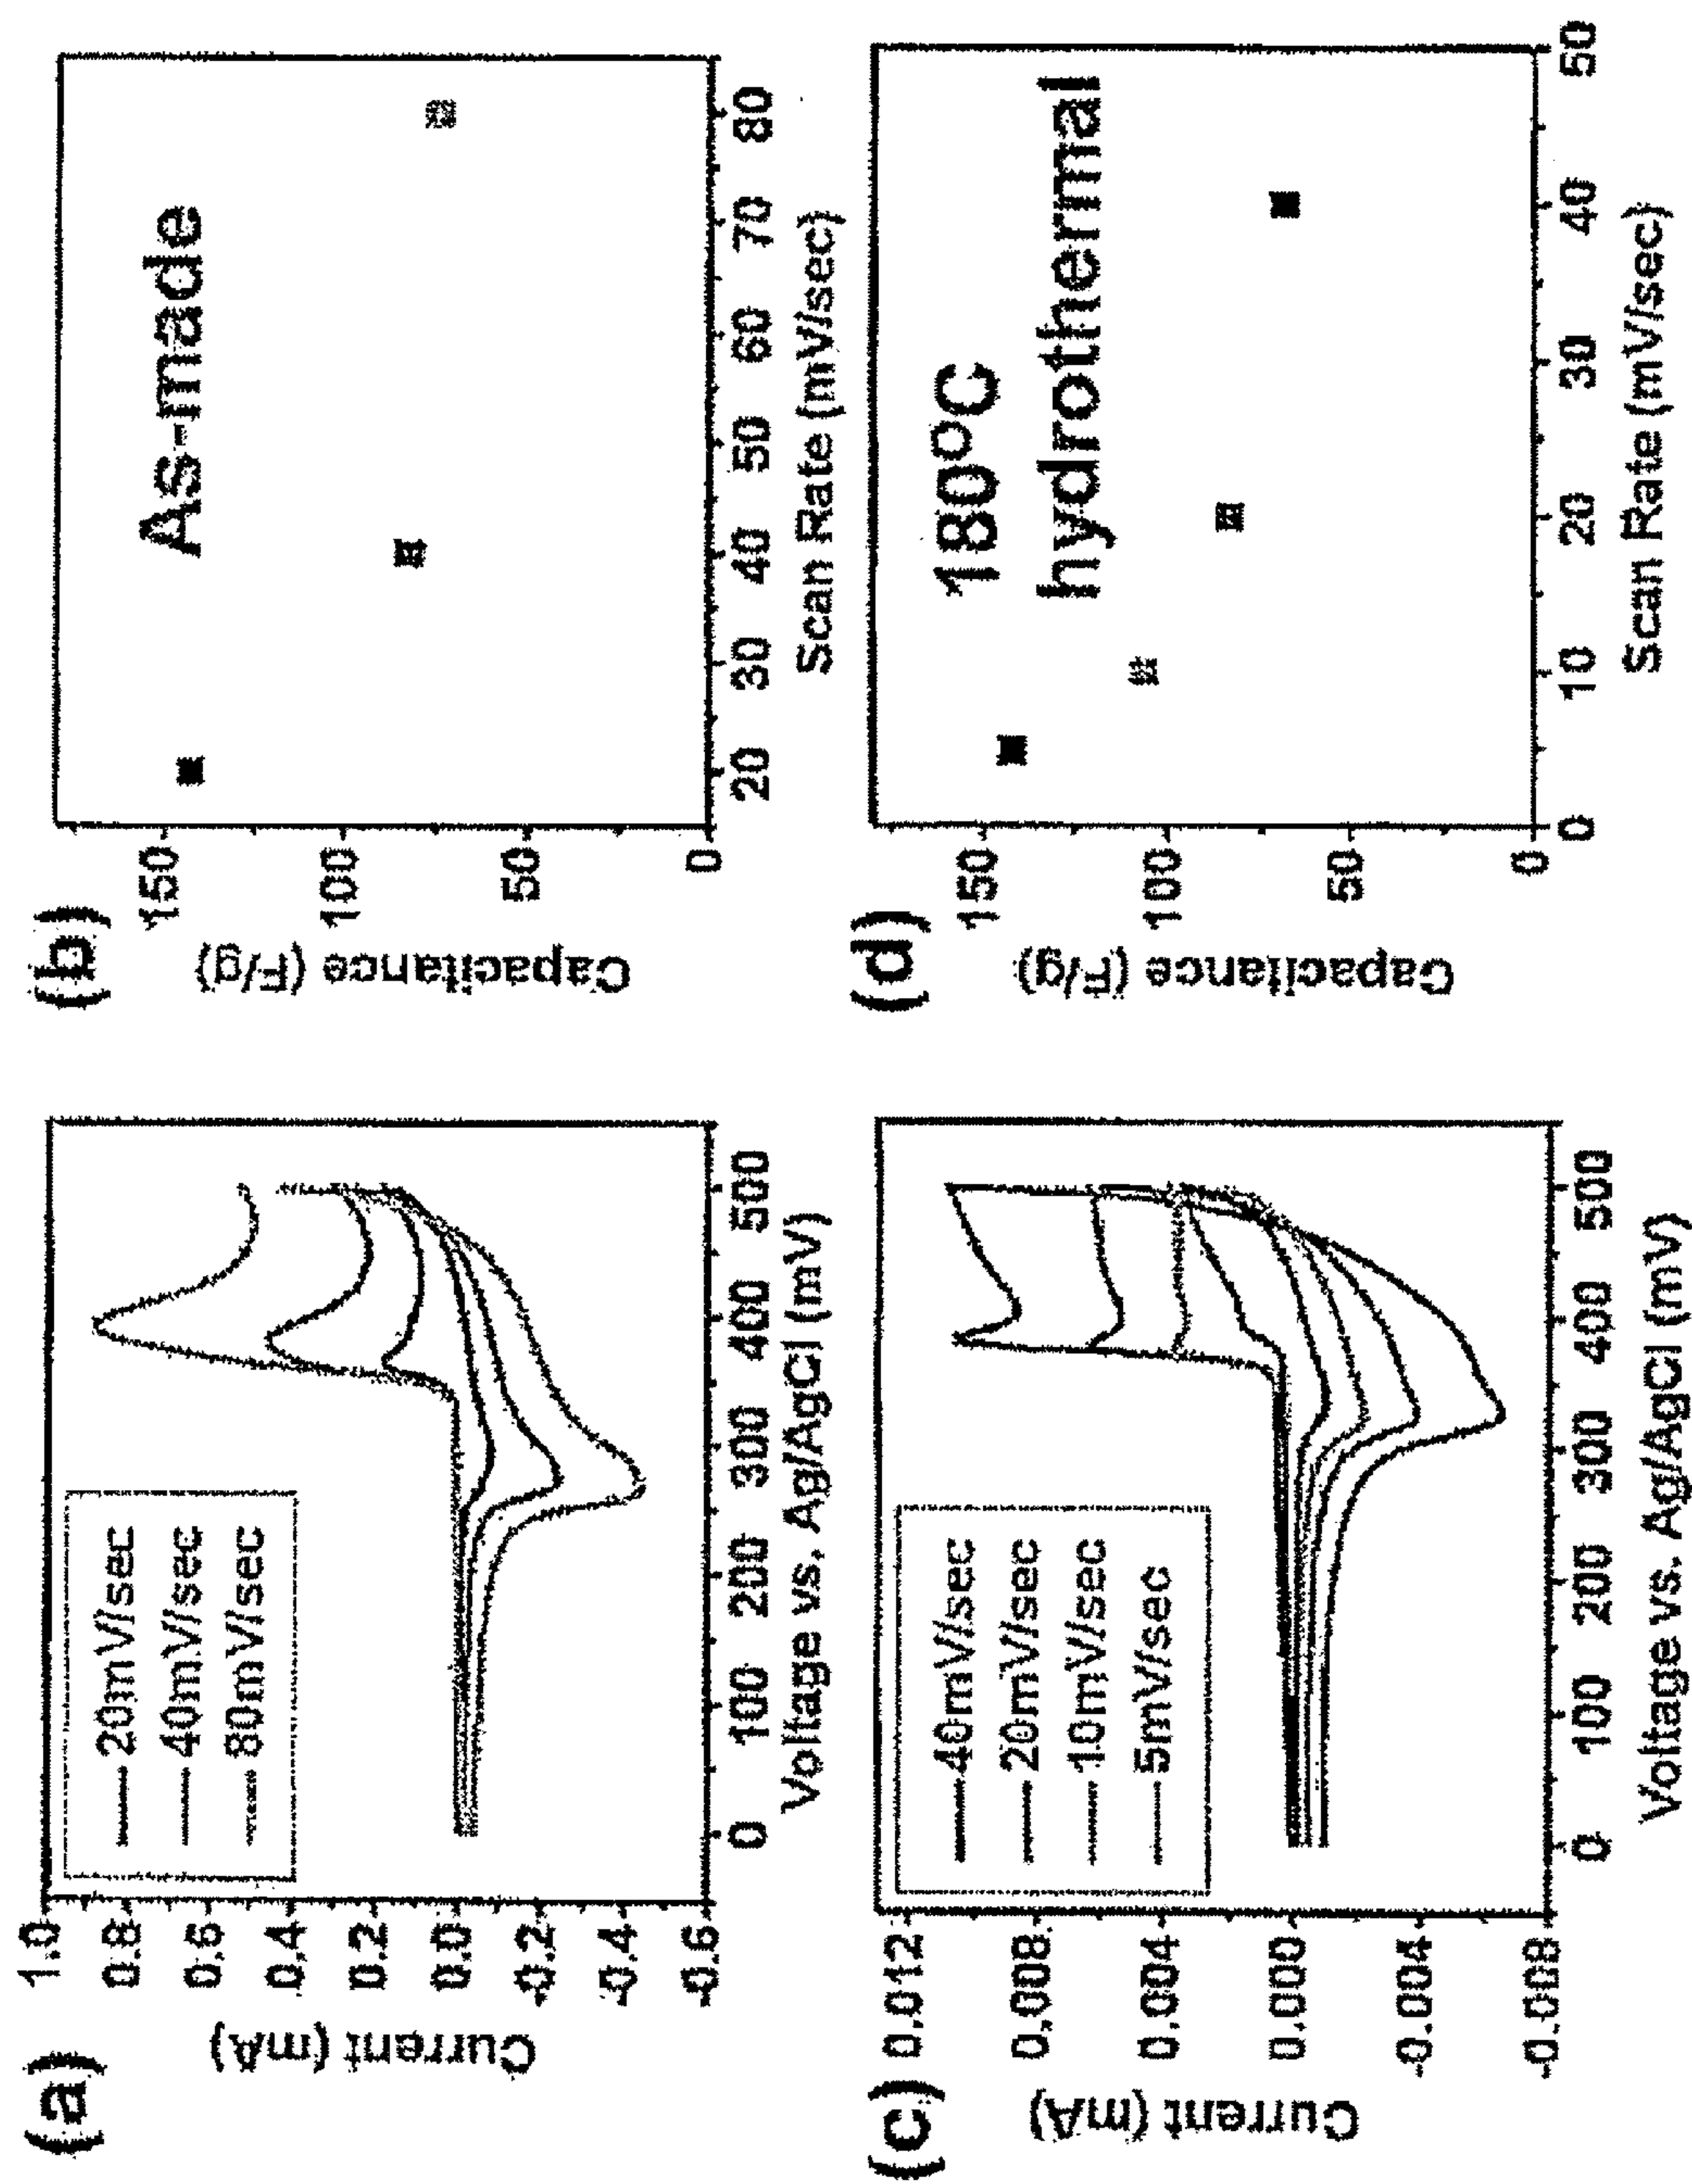 (a)
Current (mA)
1.0
0.8
0.6
0.4
0.2
0.0
-0.2
-0.4
-0.6
20mV/sec
40mV/sec
80mV/sec
0 100 200 300 400 500
Voltage vs. Ag/AgCl (mV)
(b)
Capacitance (F/g)
150
100
50
0
As-made
20 30 40 50 60 70 80
Scan Rate (mV/sec)
(c)
Current (mA)
0.012
0.008
0.004
0.000
-0.004
-0.008
40mV/sec
20mV/sec
10mV/sec
5mV/sec
0 100 200 300 400 500
Voltage vs. Ag/AgCl (mV)
(d)
Capacitance (F/g)
150
100
50
0
180ºC
hydrothermal
0 10 20 30 40 50
Scan Rate (mV/sec)